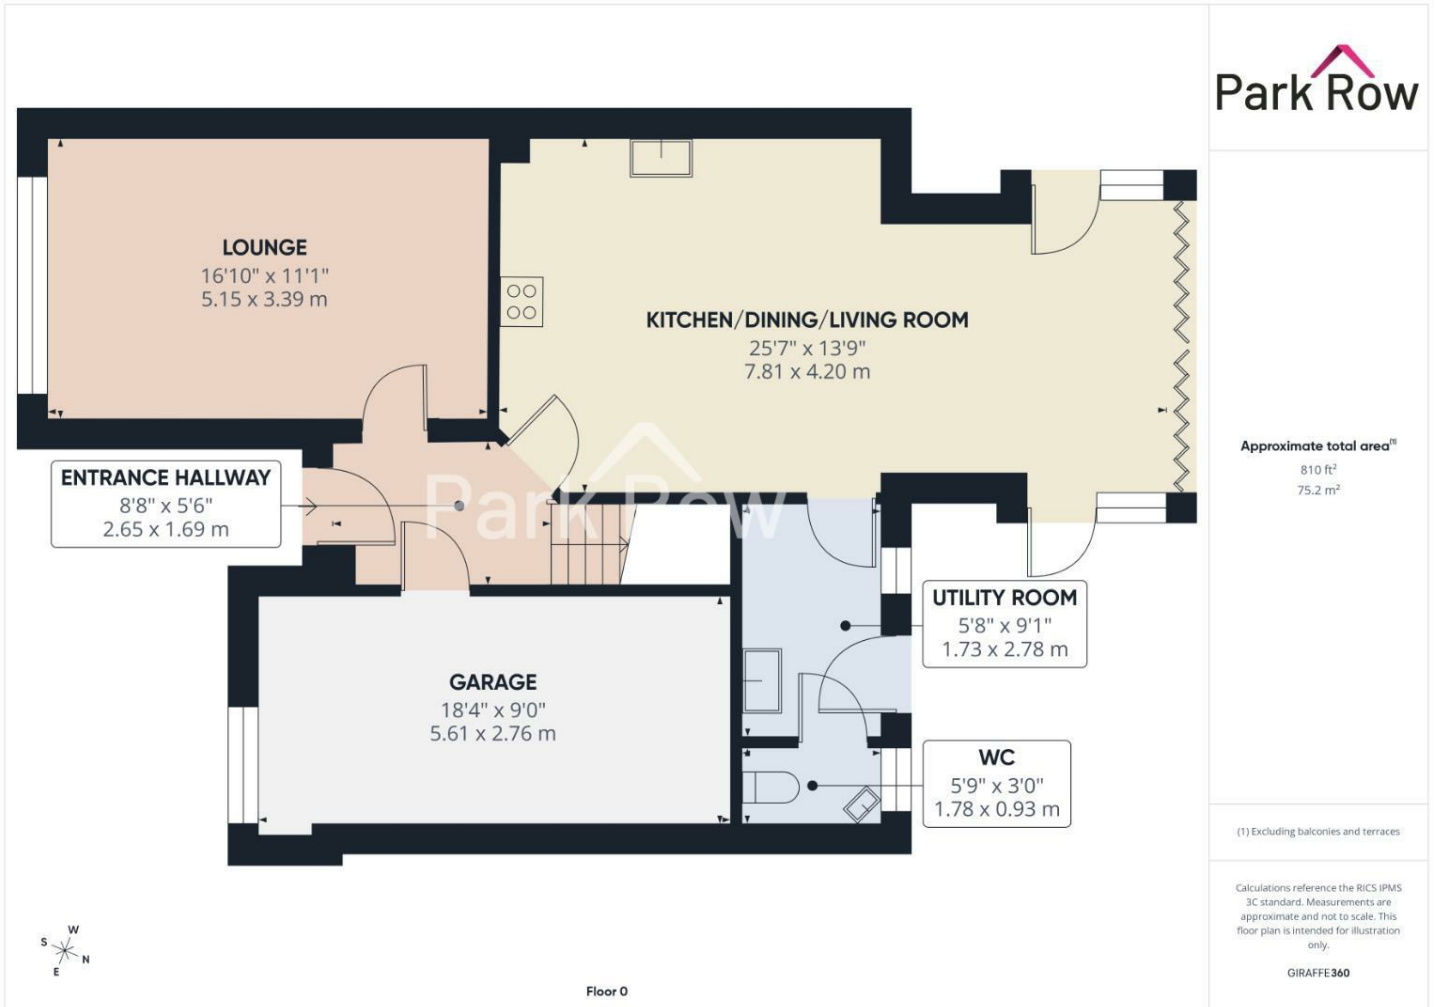 Park Row
LOUNGE
16'10" x 11'1"
5.15 x 3.39 m
KITCHEN/DINING/LIVING ROOM
25'7" x 13'9"
7.81 x 4.20 m
ENTRANCE HALLWAY
8'8" x 5'6"
2.65 x 1.69 m
Park Row
UTILITY ROOM
5'8" x 9'1"
1.73 x 2.78 m
GARAGE
18'4" x 9'0"
5.61 x 2.76 m
WC
5'9" x 3'0"
1.78 x 0.93 m
Approximate total area(1)
810 ft²
75.2 m²
(1) Excluding balconies and terraces
Calculations reference the RICS IPMS
3C standard. Measurements are
approximate and not to scale. This
floor plan is intended for illustration
only.
GIRAFFE360
W
S
N
E
Floor 0